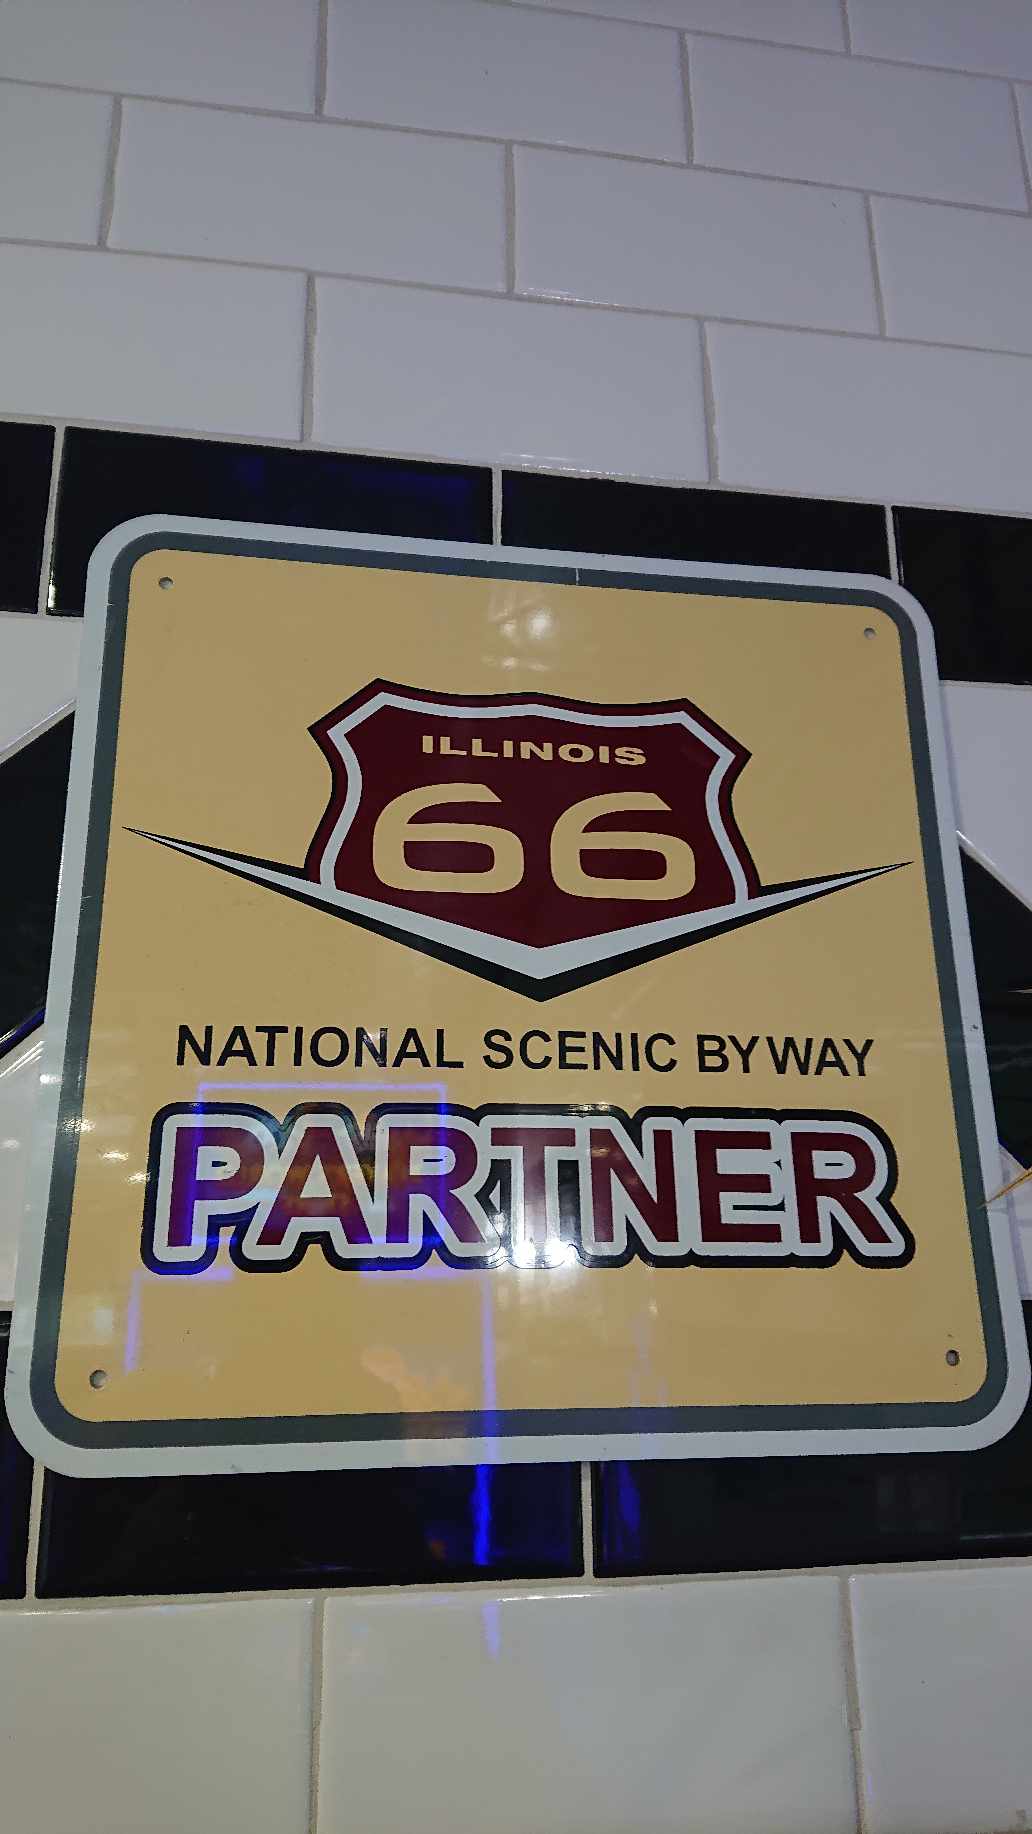 ILLINOIS
66
NATIONAL SCENIC BYWAY
PARTNER